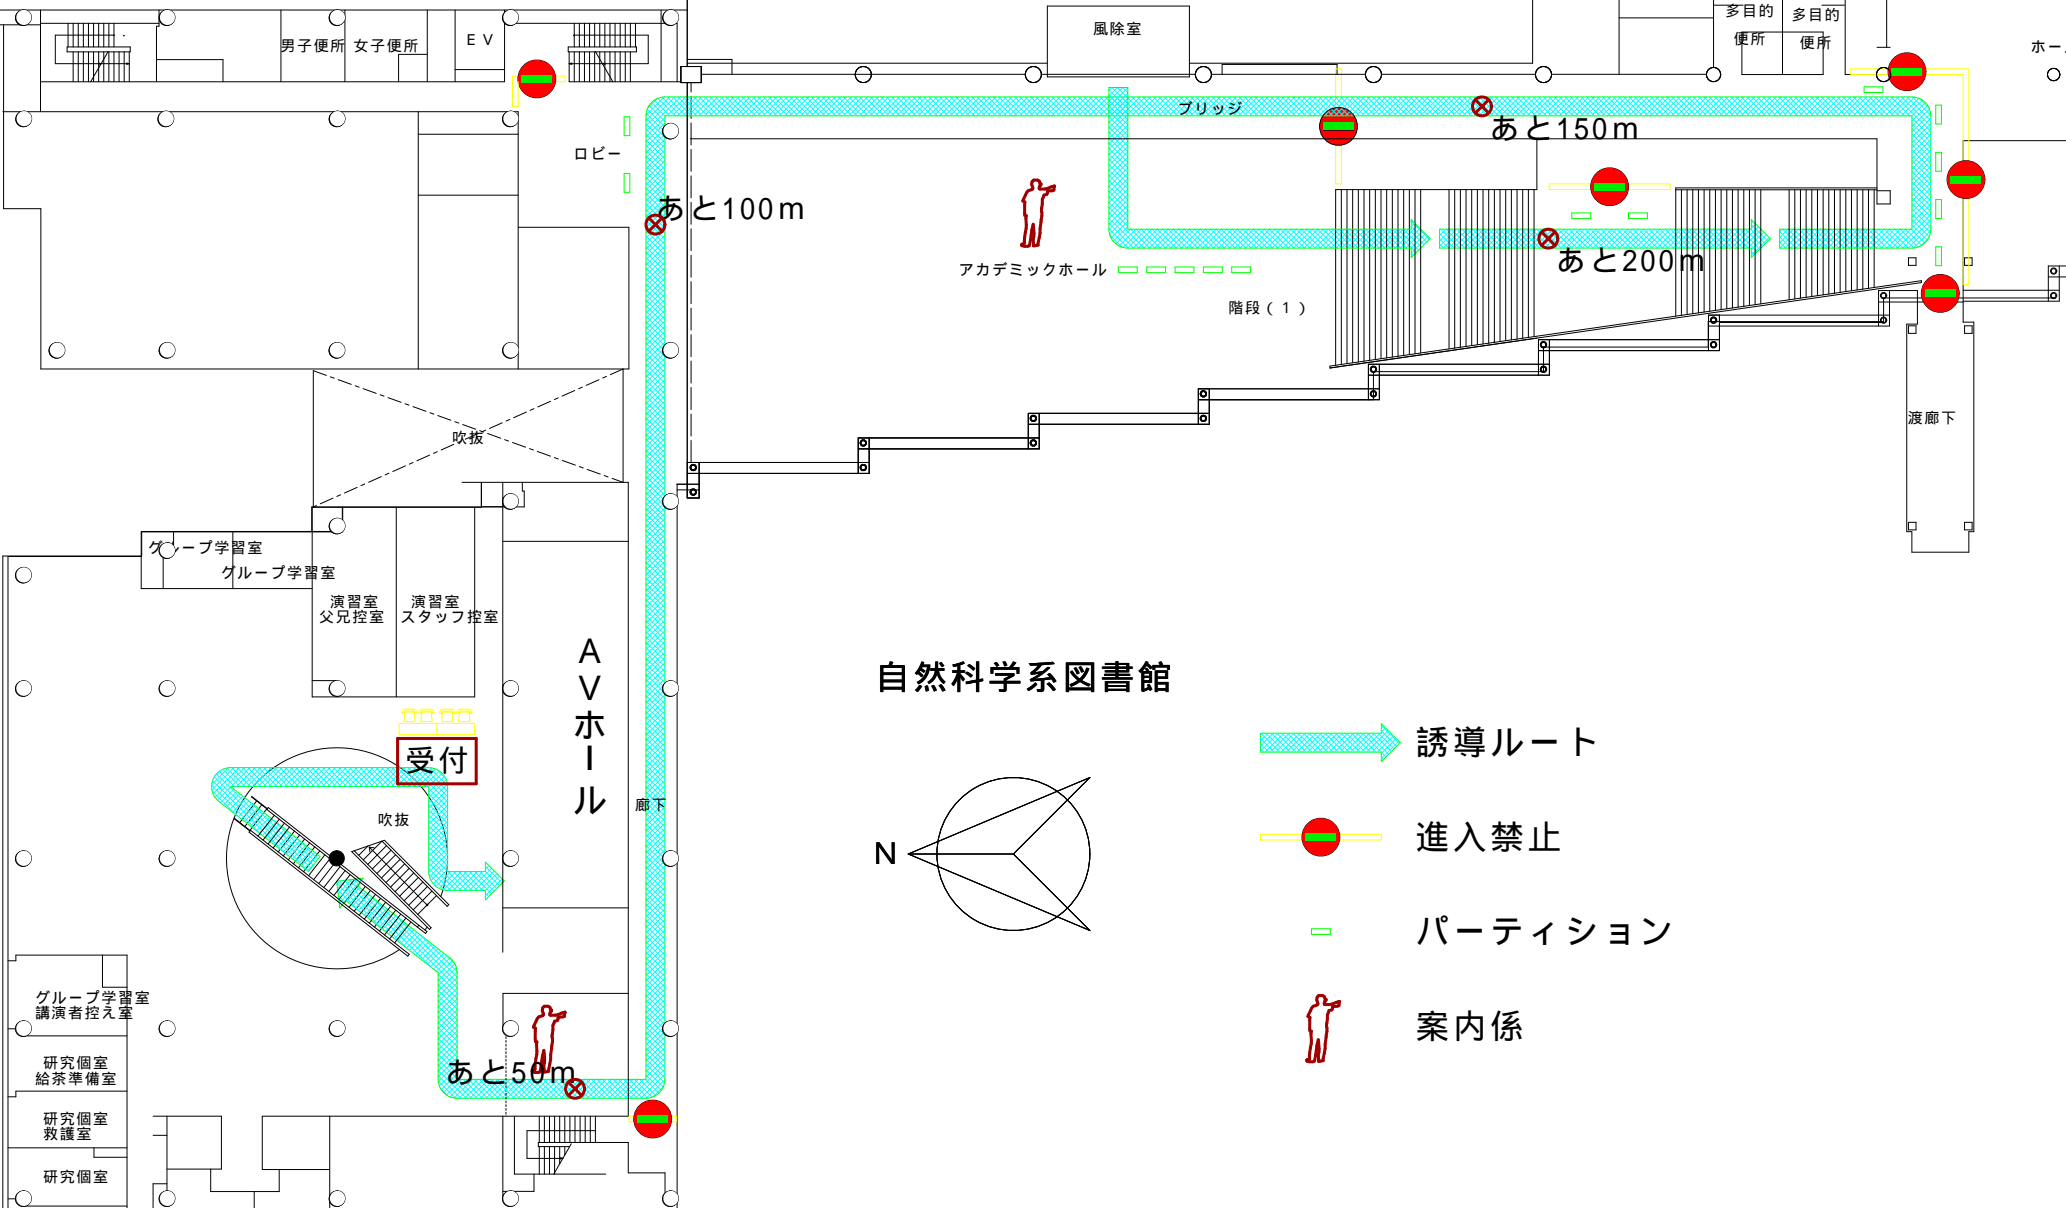 男子便所
女子便所
ＥＶ
風除室
多目的
便所
多目的
便所
ロビー
ブリッジ
あと150m
あと100m
あと200m
アカデミックホール
階段（１）
渡廊下
吹抜
グループ学習室
グループ学習室
演習室
父兄控室
演習室
スタッフ控室
ＡＶホール
自然科学系図書館
受付
誘導ルート
廊下
吹抜
進入禁止
N
パーティション
グループ学習室
講演者控え室
案内係
研究個室
給茶準備室
あと50m
研究個室
救護室
研究個室